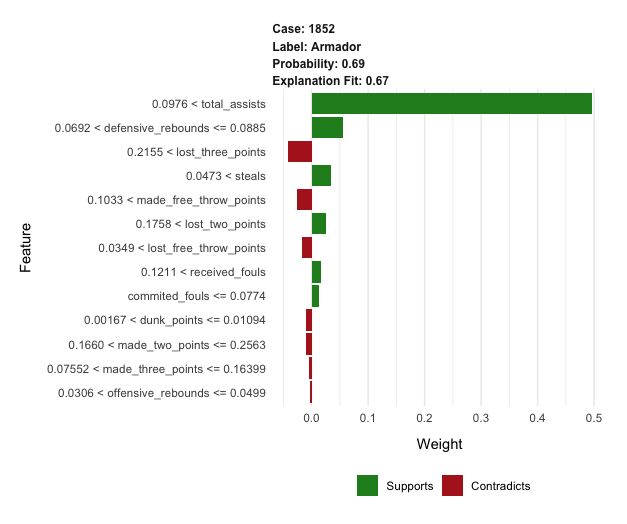 Case: 1852
Label: Armador
Probability: 0.69
Explanation Fit: 0.67
0.0976 < total_assists
0.0692 < defensive_rebounds <= 0.0885
0.2155 < lost_three_points
0.0473 < steals
0.1033 < made_free_throw_points
0.1758 < lost_two_points
0.0349 < lost_free_throw_points
0.1211 < received_fouls
commited_fouls <= 0.0774
0.00167 < dunk_points <= 0.01094
0.1660 < made_two_points <= 0.2563
0.07552 < made_three_points <= 0.16399
0.0306 < offensive_rebounds <= 0.0499
Feature
0.0 0.1 0.2 0.3 0.4 0.5
Weight
Supports Contradicts